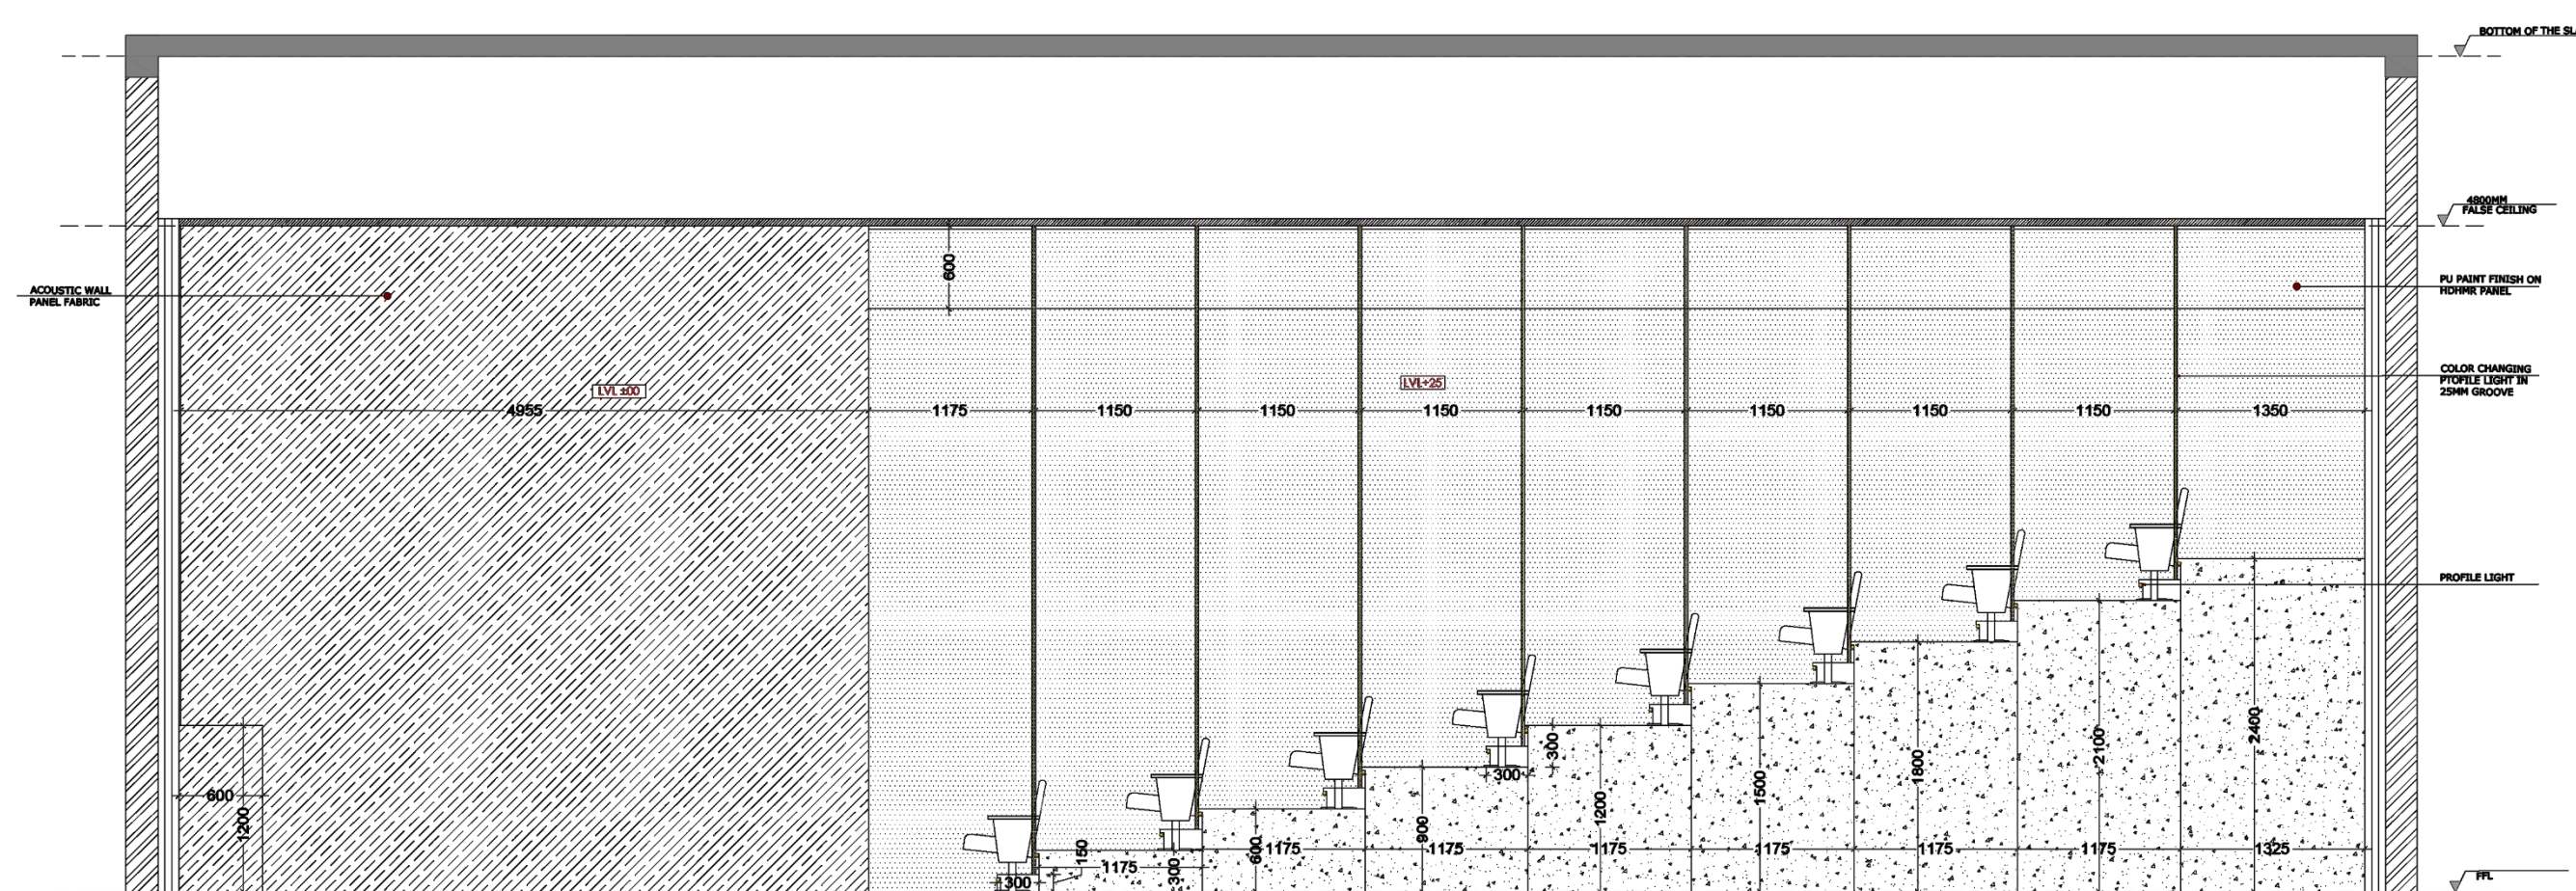 BOTTOM OF THE SL
4800MM
FALSE CEILING
600
ACOUSTIC WALL
PANEL FABRIC
PU PAINT FINISH ON
HDHMR PANEL
COLOR CHANGING
PTOFILE LIGHT IN
25MM GROOVE
LVL ±00
LVL+25
4955 1175 1150 1150 1150 1150 1150 1150 1150 1350
PROFILE LIGHT
600
1200
300
300
1200
1500
1800
2100
2400
900
600
150
300
300
1175 1175 1175 1175 1175 1175 1175 1325
FFL